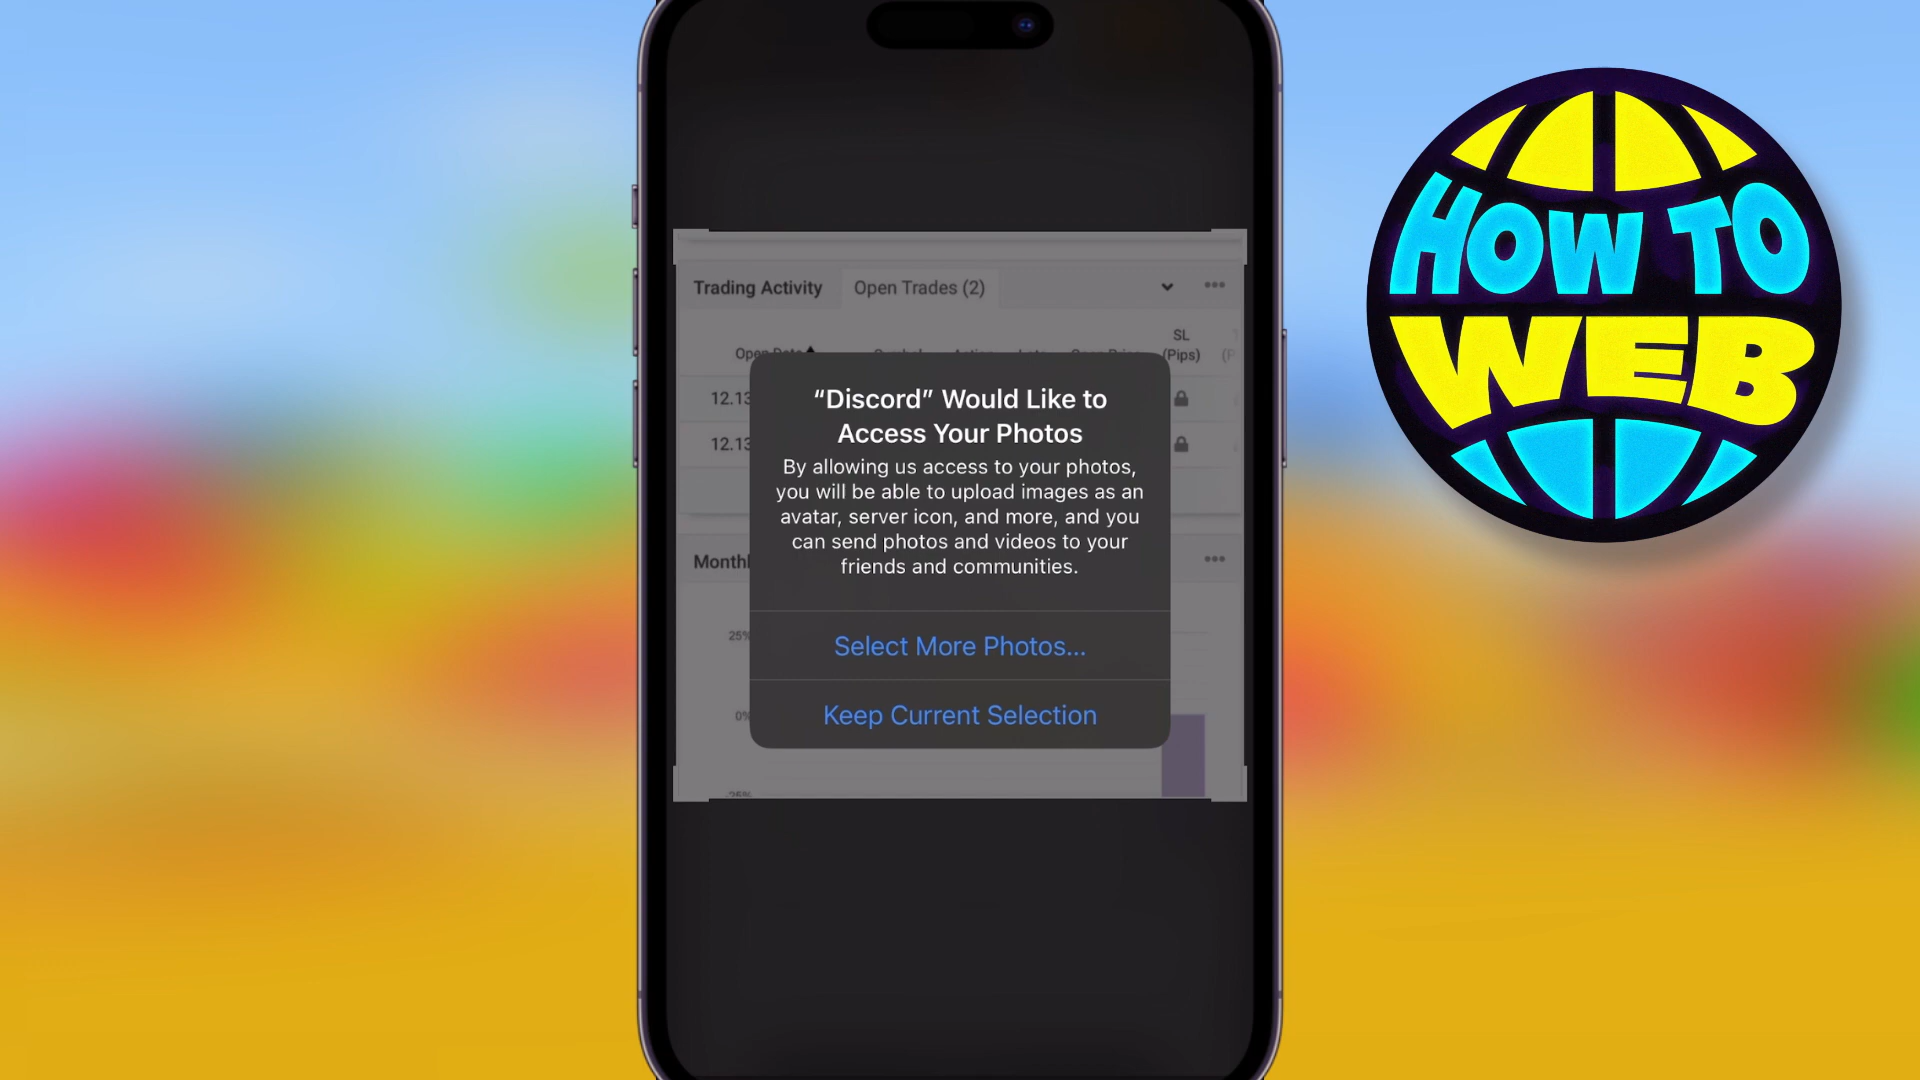 Trading Activity
Open Trades (2)
SL
(Pips)
12.13
12.13
"Discord" Would Like to
Access Your Photos
By allowing us access to your photos,
you will be able to upload images as an
avatar, server icon, and more, and you
can send photos and videos to your
friends and communities.
Select More Photos...
Keep Current Selection
25%
0%
-25%
HOW TO
WEB